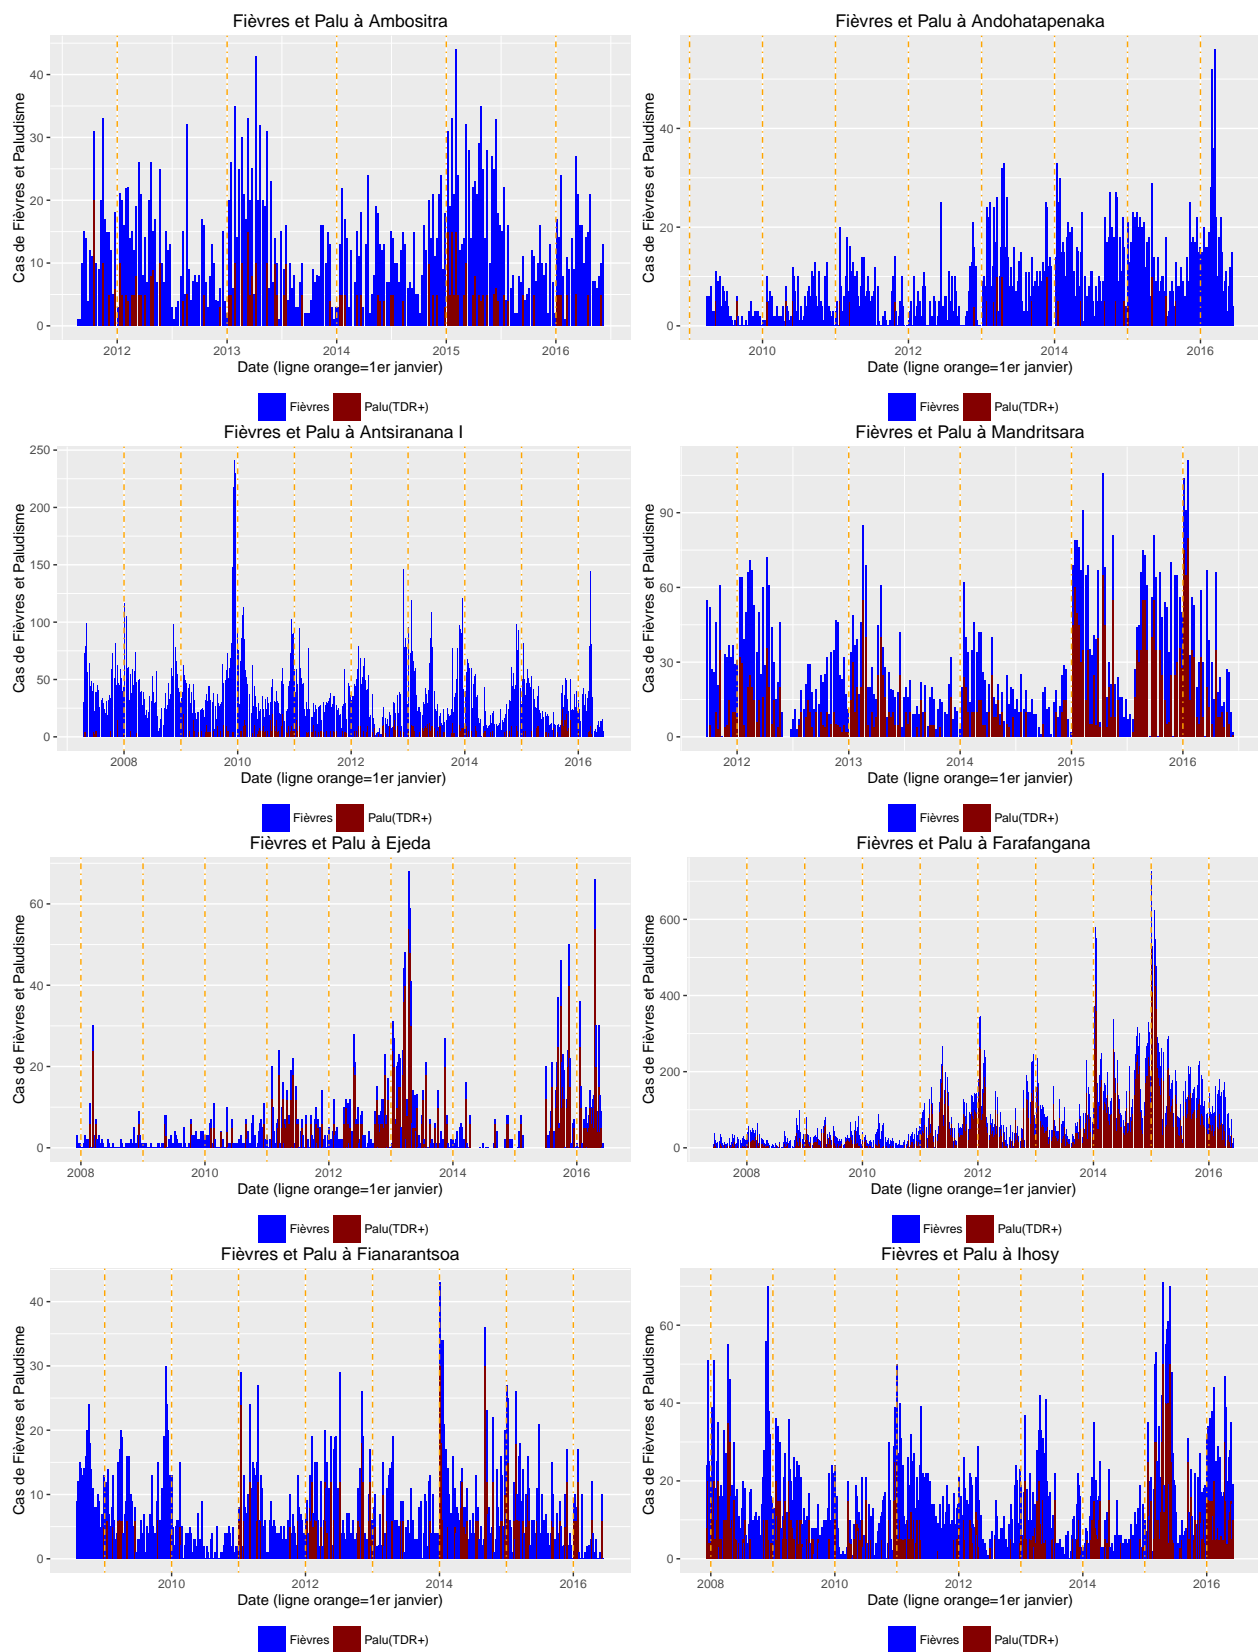 Fièvres et Palu à Ambositra
Cas de Fièvres et Paludisme
40
30
20
10
0
2012 2013 2014 2015 2016
Date (ligne orange=1er janvier)
Fièvres Palu(TDR+)
Fièvres et Palu à Andohatapenaka
Cas de Fièvres et Paludisme
40
20
0
2010 2012 2014 2016
Date (ligne orange=1er janvier)
Fièvres Palu(TDR+)
Fièvres et Palu à Antsiranana I
Cas de Fièvres et Paludisme
250
200
150
100
50
0
2008 2010 2012 2014 2016
Date (ligne orange=1er janvier)
Fièvres Palu(TDR+)
Fièvres et Palu à Mandritsara
Cas de Fièvres et Paludisme
90
60
30
0
2012 2013 2014 2015 2016
Date (ligne orange=1er janvier)
Fièvres Palu(TDR+)
Fièvres et Palu à Ejeda
Cas de Fièvres et Paludisme
60
40
20
0
2008 2010 2012 2014 2016
Date (ligne orange=1er janvier)
Fièvres Palu(TDR+)
Fièvres et Palu à Farafangana
Cas de Fièvres et Paludisme
600
400
200
0
2008 2010 2012 2014 2016
Date (ligne orange=1er janvier)
Fièvres Palu(TDR+)
Fièvres et Palu à Fianarantsoa
Cas de Fièvres et Paludisme
40
30
20
10
0
2010 2012 2014 2016
Date (ligne orange=1er janvier)
Fièvres Palu(TDR+)
Fièvres et Palu à Ihosy
Cas de Fièvres et Paludisme
60
40
20
0
2008 2010 2012 2014 2016
Date (ligne orange=1er janvier)
Fièvres Palu(TDR+)